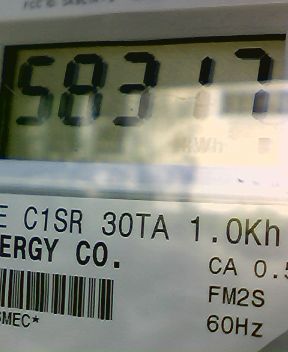 58317
kWh
E C1SR 30TA 1.0Kh
ERGY CO.
CA 0.5
FM2S
60HZ
SMEC*